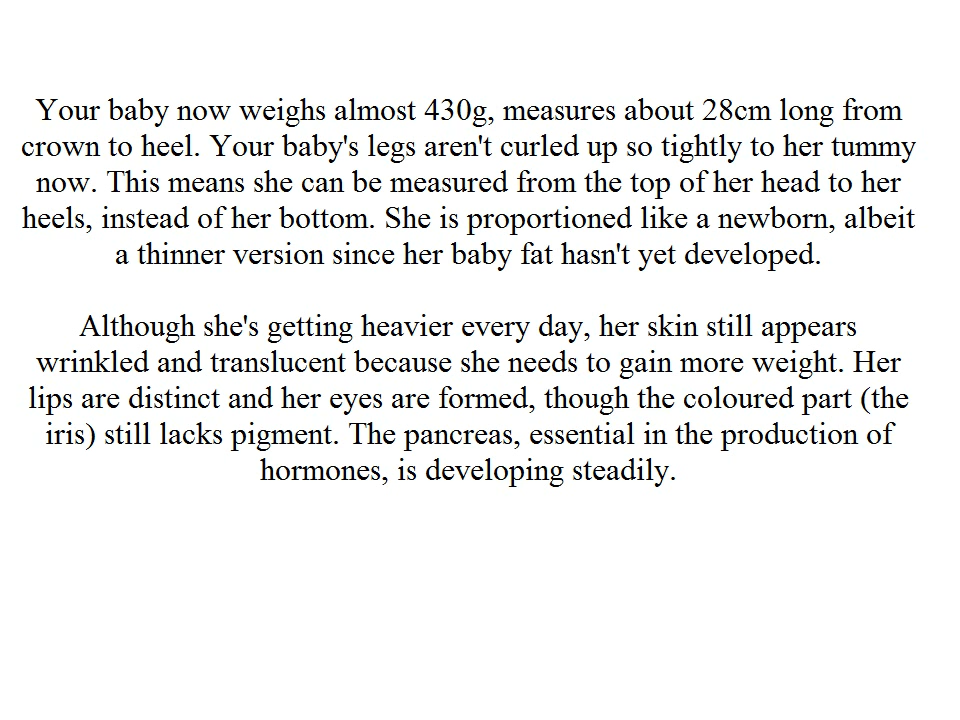 Your baby now weighs almost 430g, measures about 28cm long from
crown to heel. Your baby's legs aren't curled up so tightly to her tummy
now. This means she can be measured from the top of her head to her
heels, instead of her bottom. She is proportioned like a newborn, albeit
a thinner version since her baby fat hasn't yet developed.
Although she's getting heavier every day, her skin still appears
wrinkled and translucent because she needs to gain more weight. Her
lips are distinct and her eyes are formed, though the coloured part (the
iris) still lacks pigment. The pancreas, essential in the production of
hormones, is developing steadily.